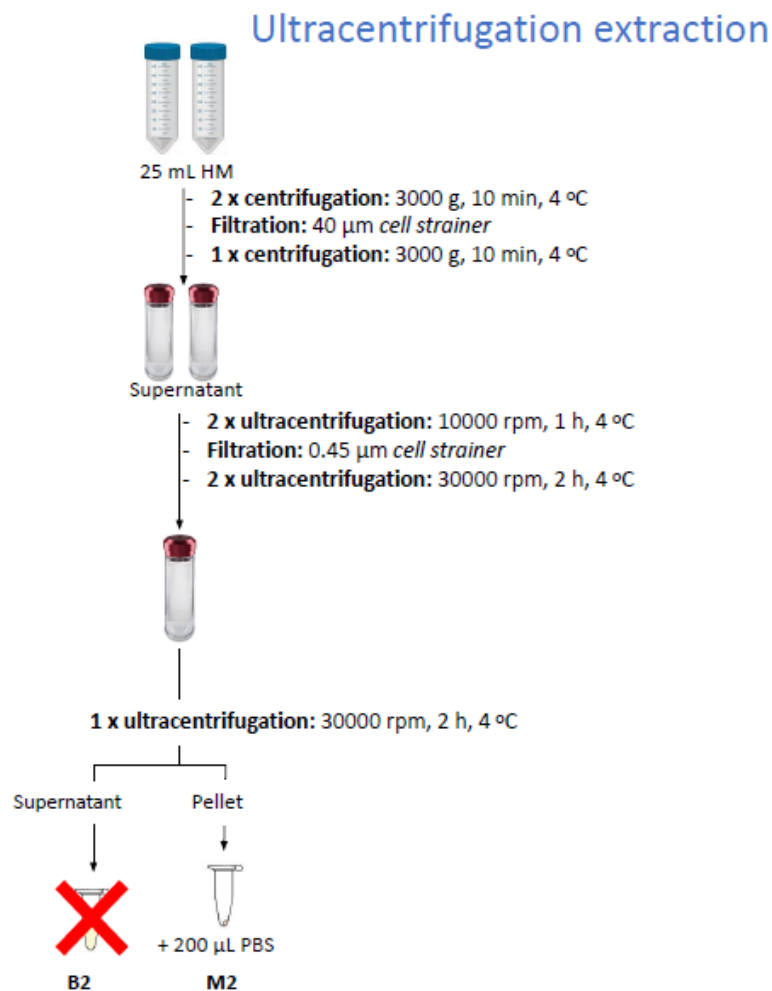 Ultracentrifugation extraction
25 mL HM
- 2 x centrifugation: 3000 g, 10 min, 4 ºC
- Filtration: 40 µm cell strainer
- 1 x centrifugation: 3000 g, 10 min, 4 ºC
Supernatant
- 2 x ultracentrifugation: 10000 rpm, 1 h, 4 ºC
- Filtration: 0.45 µm cell strainer
- 2 x ultracentrifugation: 30000 rpm, 2 h, 4 ºC
1 x ultracentrifugation: 30000 rpm, 2 h, 4 ºC
Supernatant Pellet
+ 200 µL PBS
B2 M2